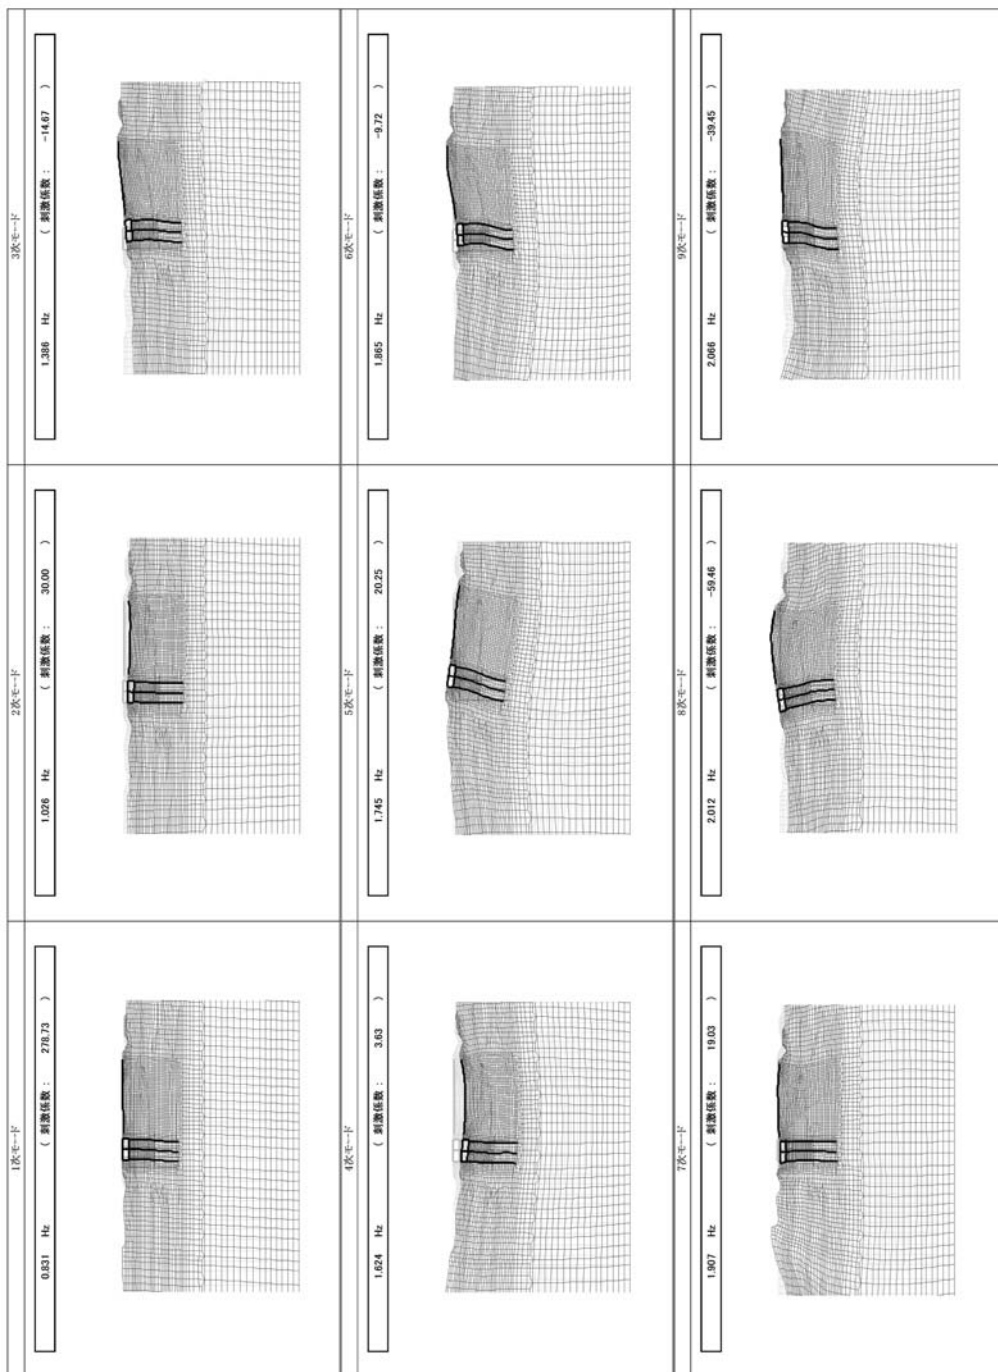 1次モード
0.831 Hz ( 刺激係数 : 278.73 )
2次モード
1.026 Hz ( 刺激係数 : 30.00 )
3次モード
1.386 Hz ( 刺激係数 : -14.67 )
4次モード
1.624 Hz ( 刺激係数 : 3.63 )
5次モード
1.745 Hz ( 刺激係数 : 20.25 )
6次モード
1.865 Hz ( 刺激係数 : -9.72 )
7次モード
1.907 Hz ( 刺激係数 : 19.03 )
8次モード
2.012 Hz ( 刺激係数 : -59.46 )
9次モード
2.066 Hz ( 刺激係数 : -39.45 )